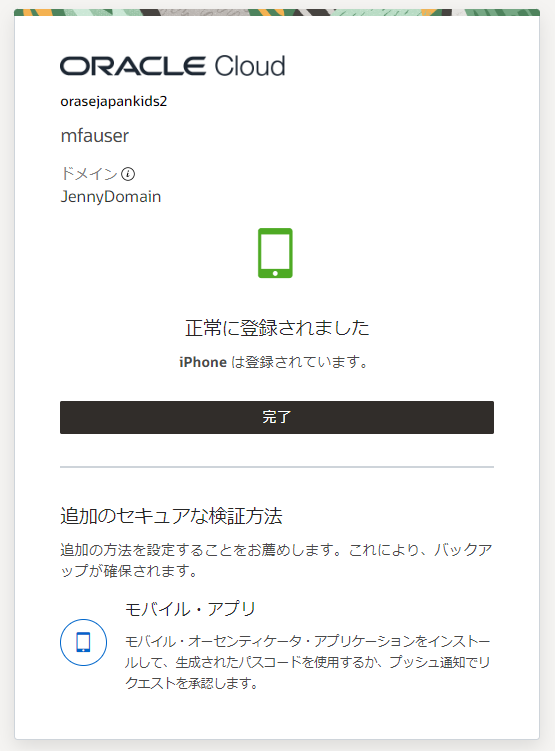 ORACLE Cloud
orasejapankids2
mfauser
ドメイン
JennyDomain
正常に登録されました
iPhone は登録されています。
完了
追加のセキュアな検証方法
追加の方法を設定することをお薦めします。これにより、バックア
ップが確保されます。
モバイル・アプリ
モバイル・オーセンティケータ・アプリケーションをインストー
ルして、生成されたパスコードを使用するか、プッシュ通知でリ
クエストを承認します。